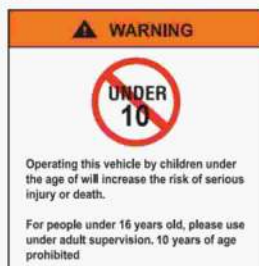 WARNING
UNDER
10
Operating this vehicle by children under
the age of will increase the risk of serious
injury or death.
For people under 16 years old, please use
under adult supervision. 10 years of age
prohibited